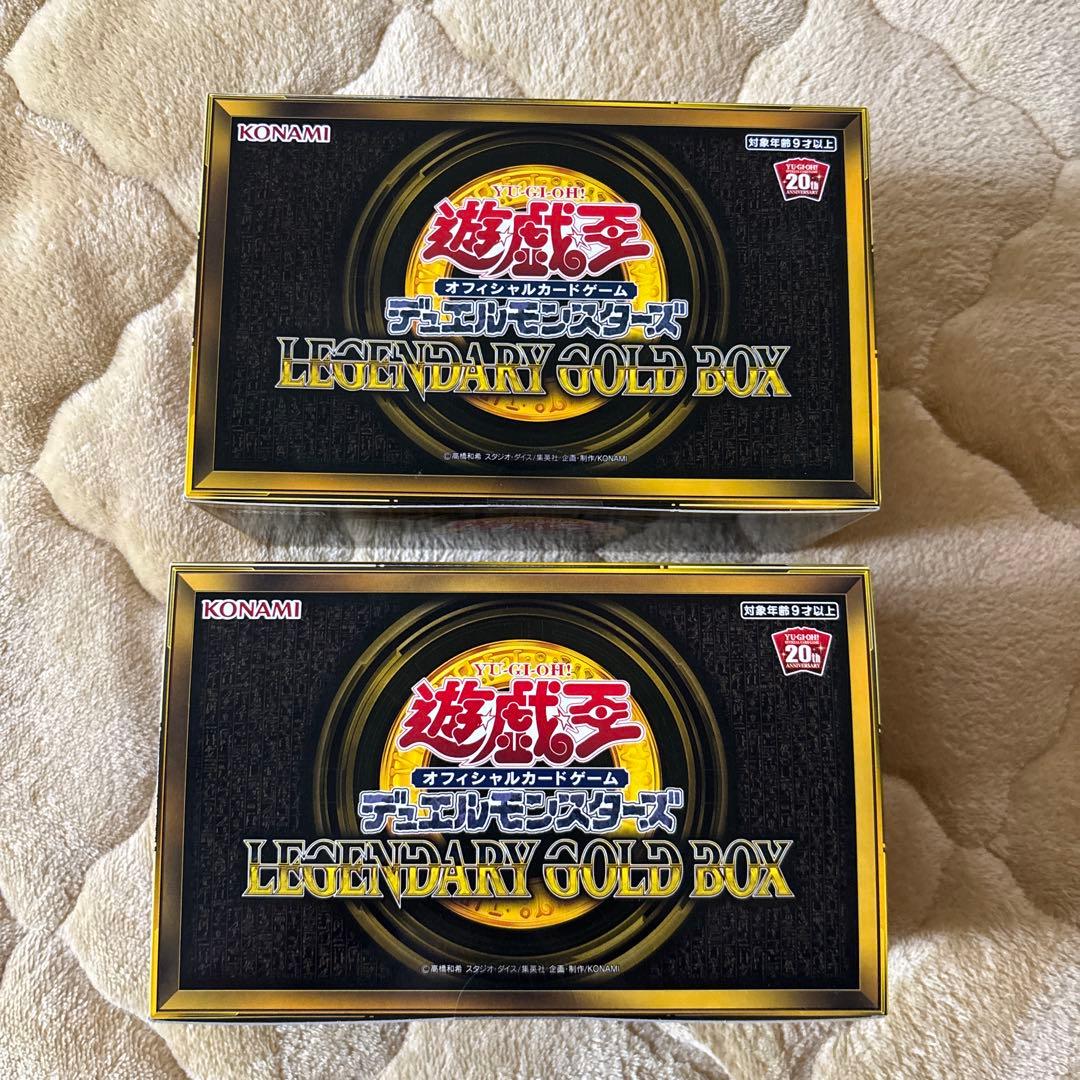 KONAMI
対象年齢9才以上
YU-GI-OH!
OFFICIAL CARD GAME
20th
ANNIVERSARY
YU-GI-OH!
遊☆戯☆王
オフィシャルカードゲーム
デュエルモンスターズ
LEGENDARY GOLD BOX
©高橋和希 スタジオ・ダイス/集英社 企画・制作/KONAMI
KONAMI
対象年齢9才以上
YU-GI-OH!
OFFICIAL CARD GAME
20th
ANNIVERSARY
YU-GI-OH!
遊☆戯☆王
オフィシャルカードゲーム
デュエルモンスターズ
LEGENDARY GOLD BOX
©高橋和希 スタジオ・ダイス/集英社 企画・制作/KONAMI